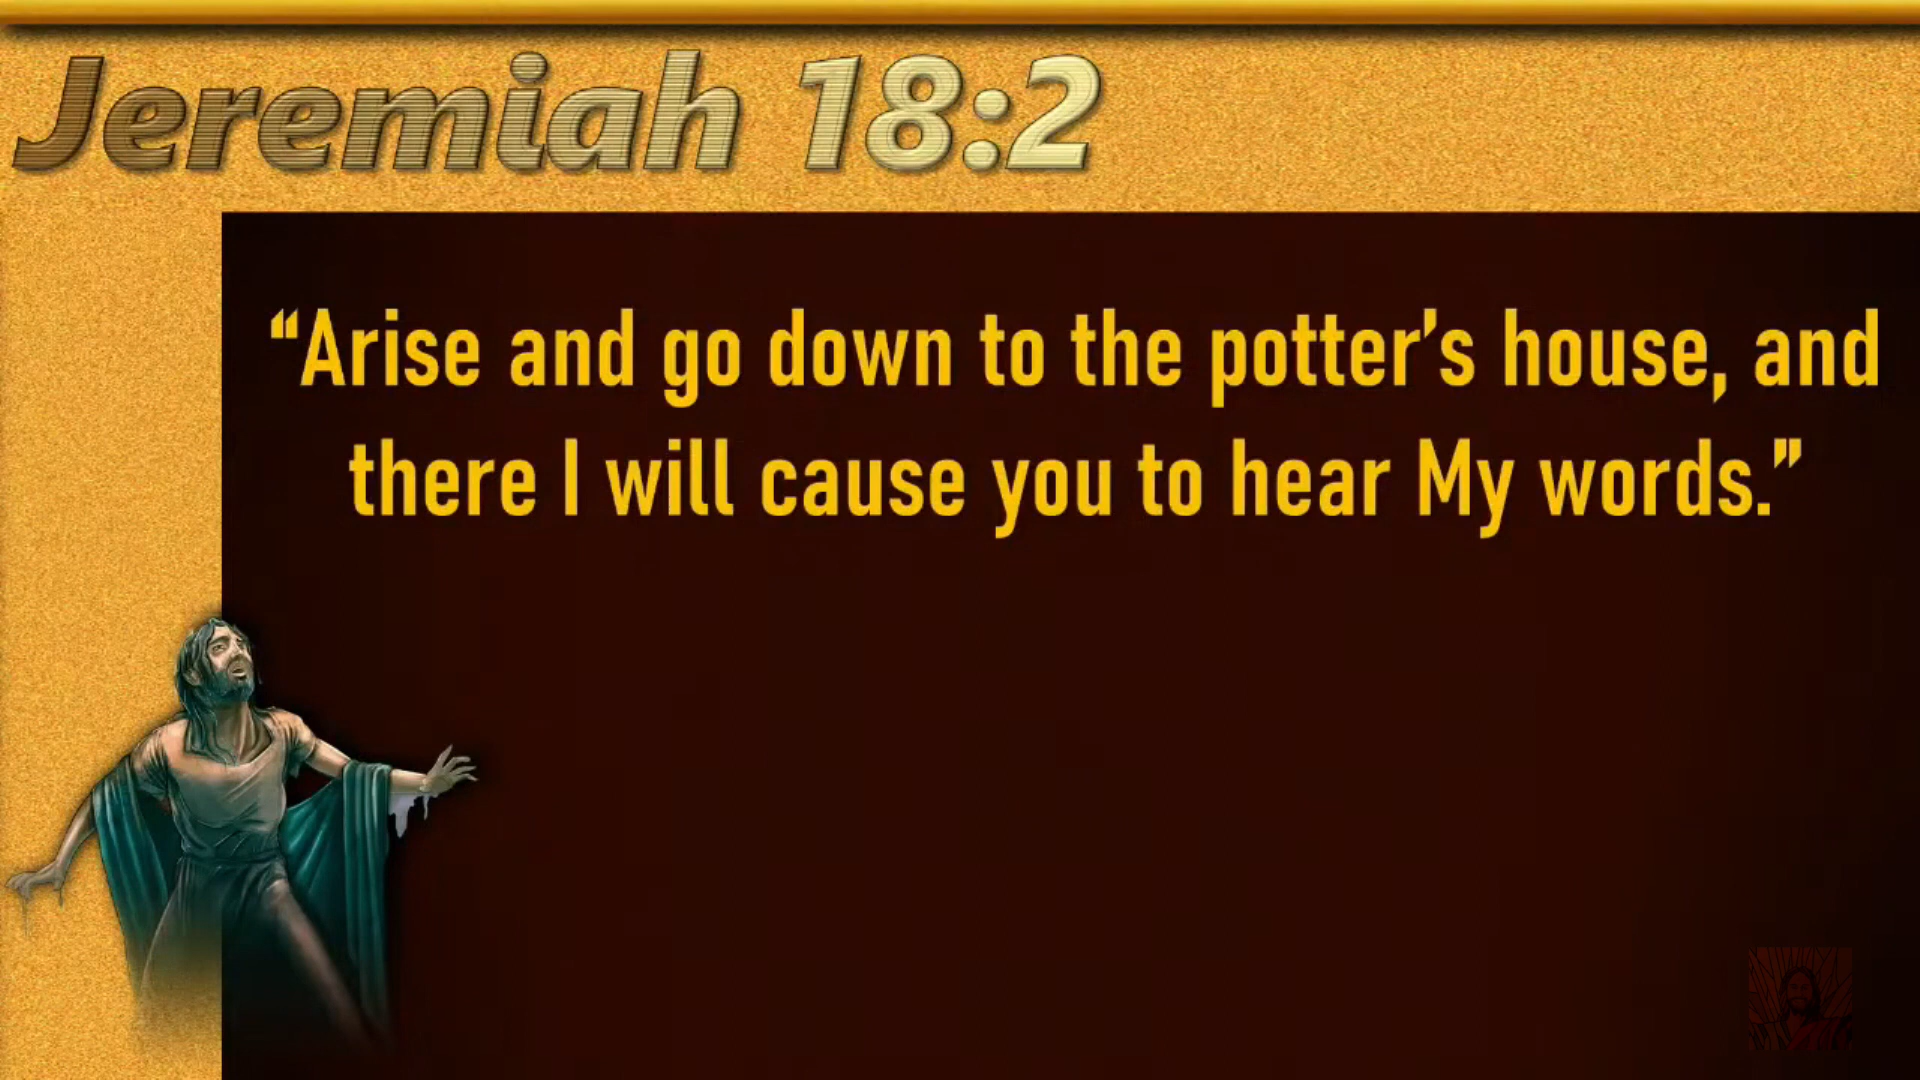 Jeremiah 18:2
“Arise and go down to the potter’s house, and
there I will cause you to hear My words.”